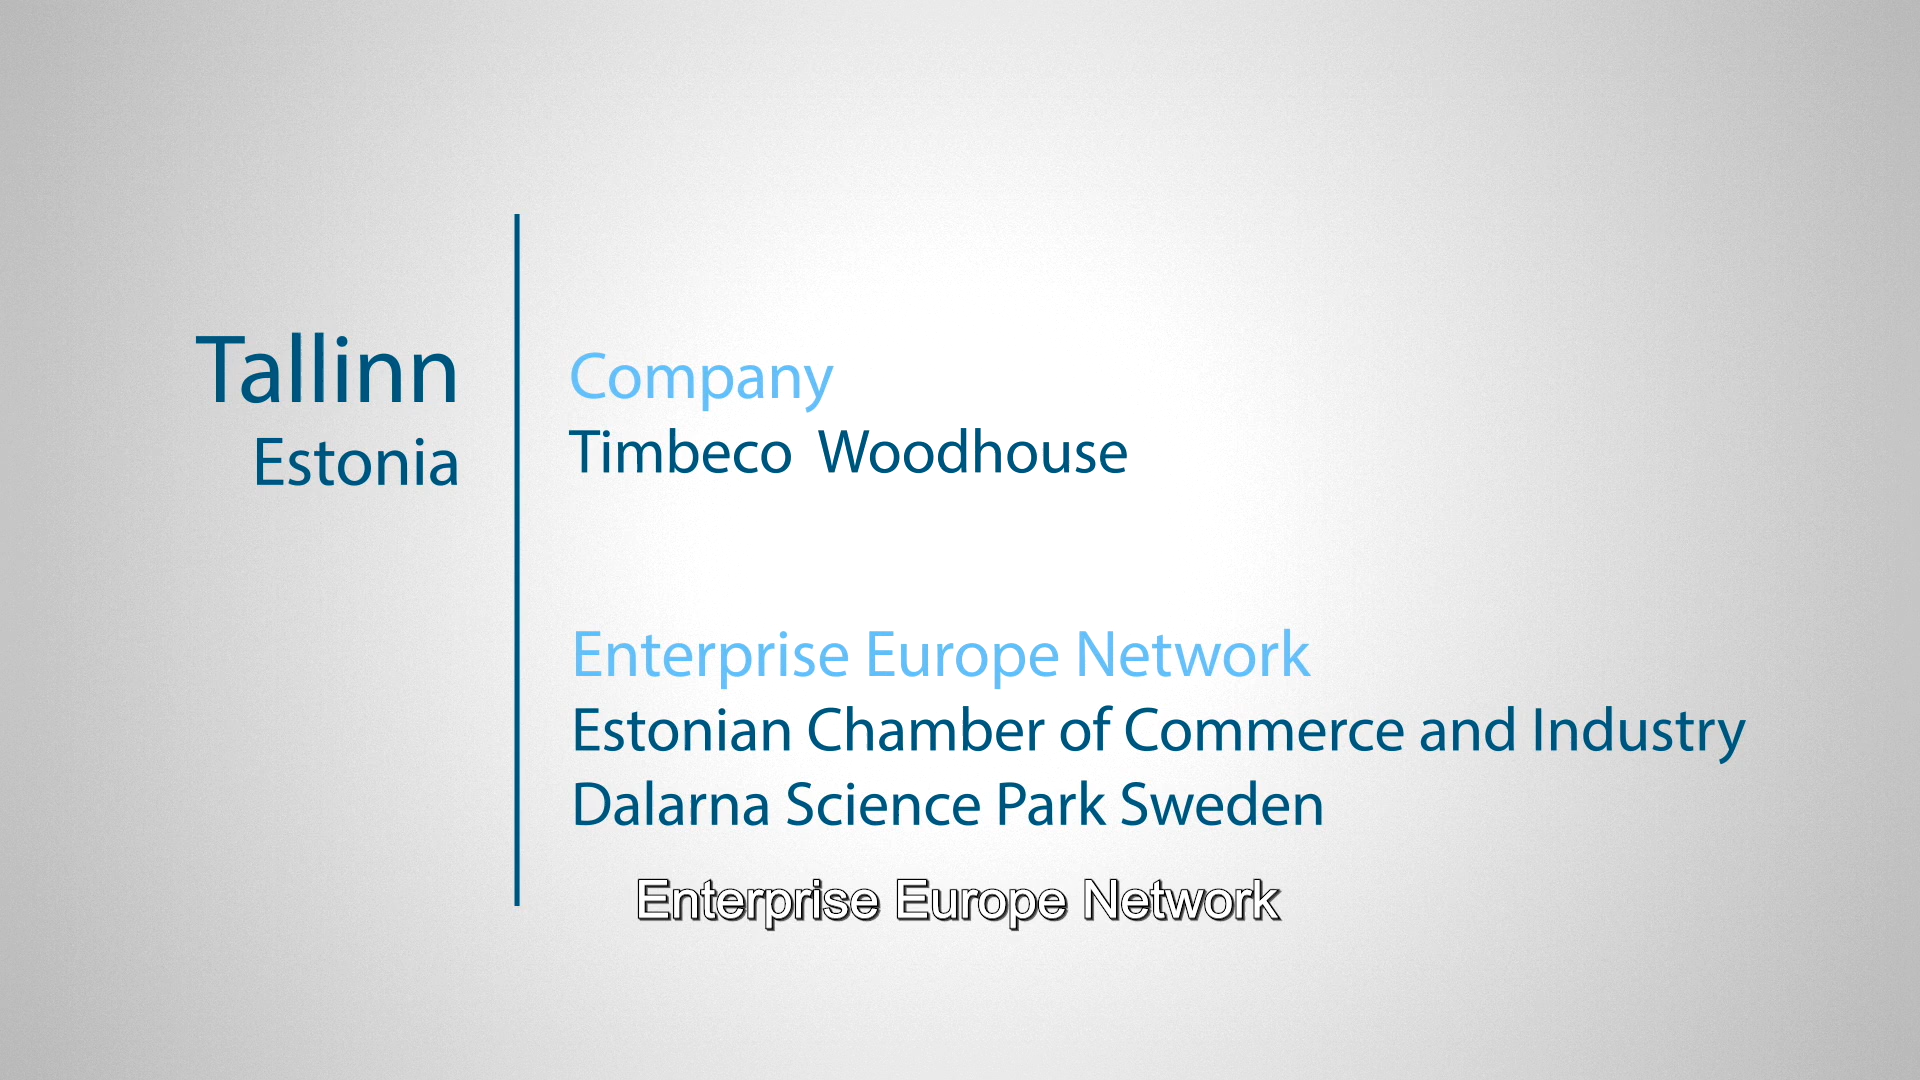 Tallinn
Estonia
Company
Timbeco Woodhouse
Enterprise Europe Network
Estonian Chamber of Commerce and Industry
Dalarna Science Park Sweden
Enterprise Europe Network